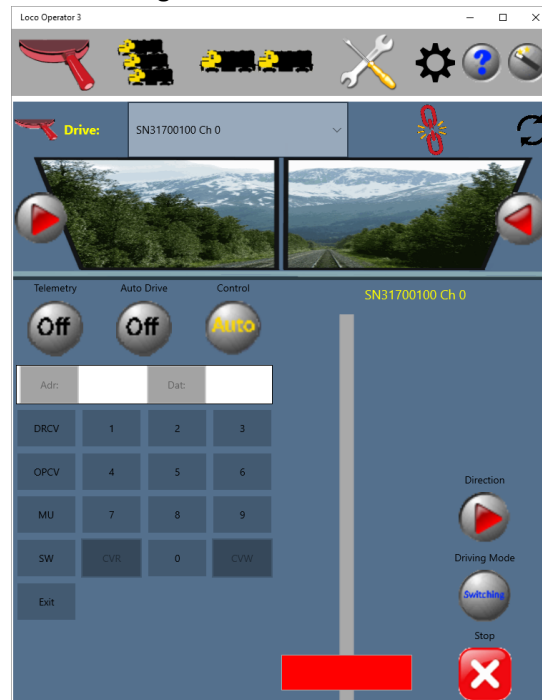 Loco Operator 3
Drive:
SN31700100 Ch 0
Telemetry
Auto Drive
Control
SN31700100 Ch 0
Off
Off
Auto
Adr:
Dat:
DRCV
1
2
3
OPCV
4
5
6
Direction
MU
7
8
9
SW
CVR
0
CVW
Driving Mode
Switching
Exit
Stop